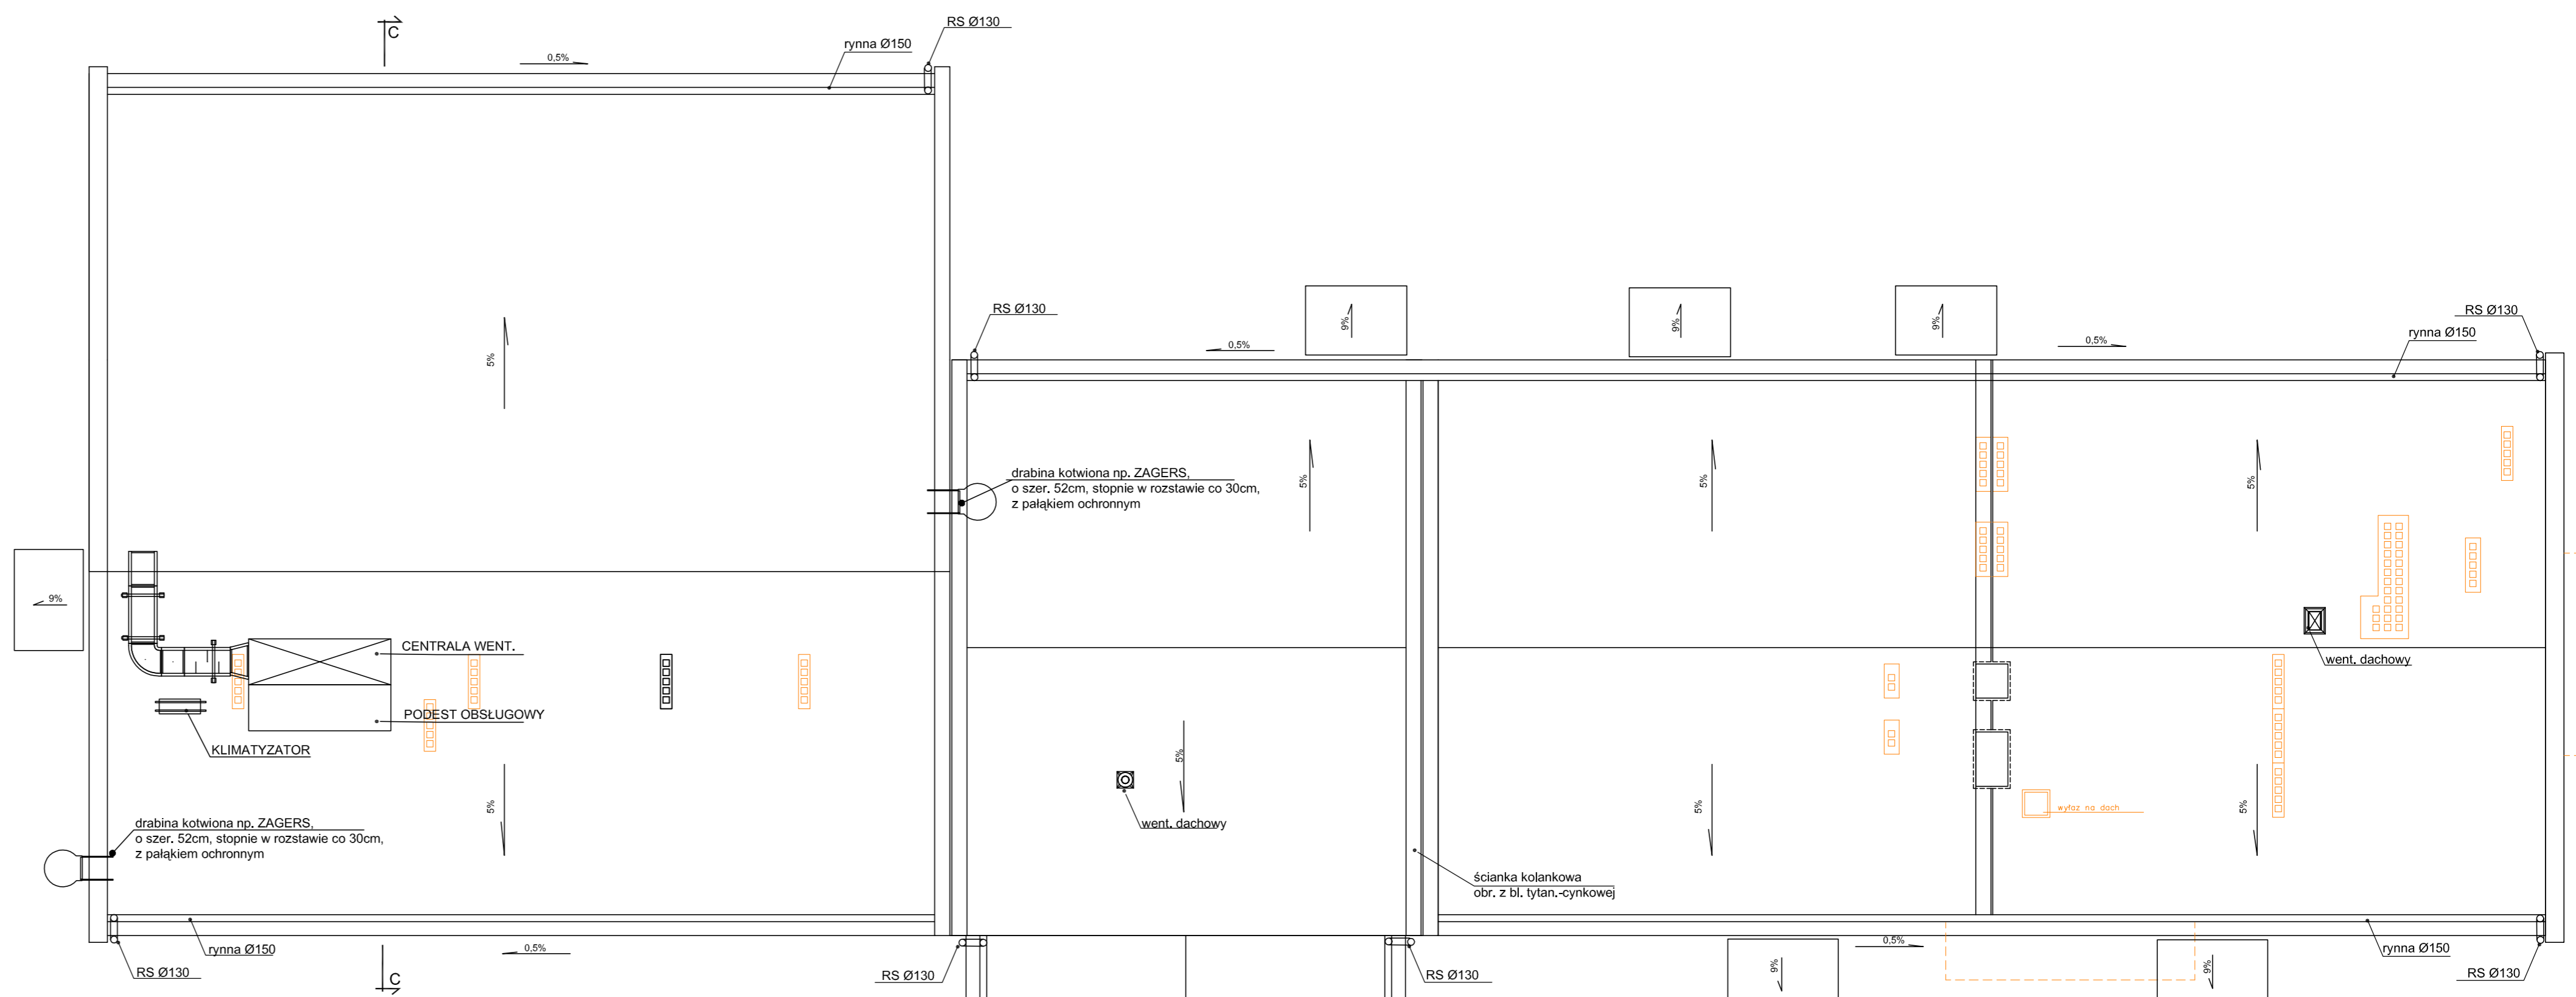 C
RS Ø130
rynna Ø150
0,5%
RS Ø130
0,5%
9%
9%
9%
0,5%
RS Ø130
rynna Ø150
5%
drabina kotwiona np. ZAGERS,
o szer. 52cm, stopnie w rozstawie co 30cm,
z pałąkiem ochronnym
5%
5%
5%
9%
CENTRALA WENT.
PODEST OBSŁUGOWY
KLIMATYZATOR
went. dachowy
5%
went. dachowy
5%
5%
5%
wyłaz na dach
drabina kotwiona np. ZAGERS,
o szer. 52cm, stopnie w rozstawie co 30cm,
z pałąkiem ochronnym
ścianka kolankowa
obr. z bl. tytan.-cynkowej
rynna Ø150
RS Ø130
0,5%
C
RS Ø130
RS Ø130
9%
0,5%
9%
rynna Ø150
RS Ø130